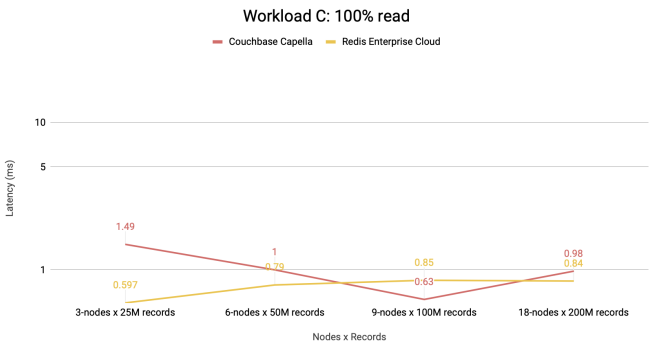 Workload C: 100% read
Couchbase Capella Redis Enterprise Cloud
10
5
1
Latency (ms)
1.49
1
0.63
0.98
0.597
0.79
0.85
0.84
3-nodes x 25M records 6-nodes x 50M records 9-nodes x 100M records 18-nodes x 200M records
Nodes x Records